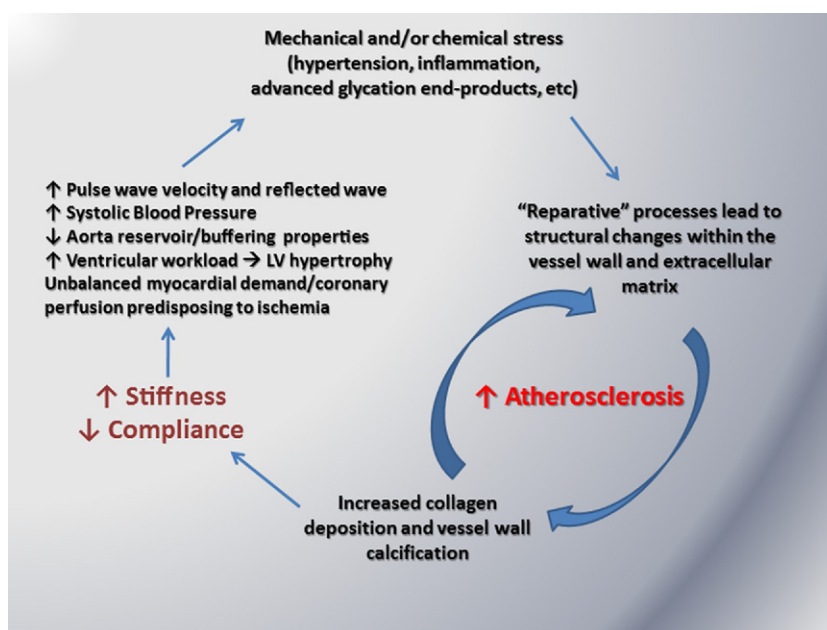 Mechanical and/or chemical stress
(hypertension, inflammation,
advanced glycation end-products, etc)
"Reparative" processes lead to
structural changes within the
vessel wall and extracellular
matrix
↑ Atherosclerosis
Increased collagen
deposition and vessel wall
calcification
↑ Stiffness
↓ Compliance
↑ Pulse wave velocity and reflected wave
↑ Systolic Blood Pressure
↓ Aorta reservoir/buffering properties
↑ Ventricular workload → LV hypertrophy
Unbalanced myocardial demand/coronary
perfusion predisposing to ischemia